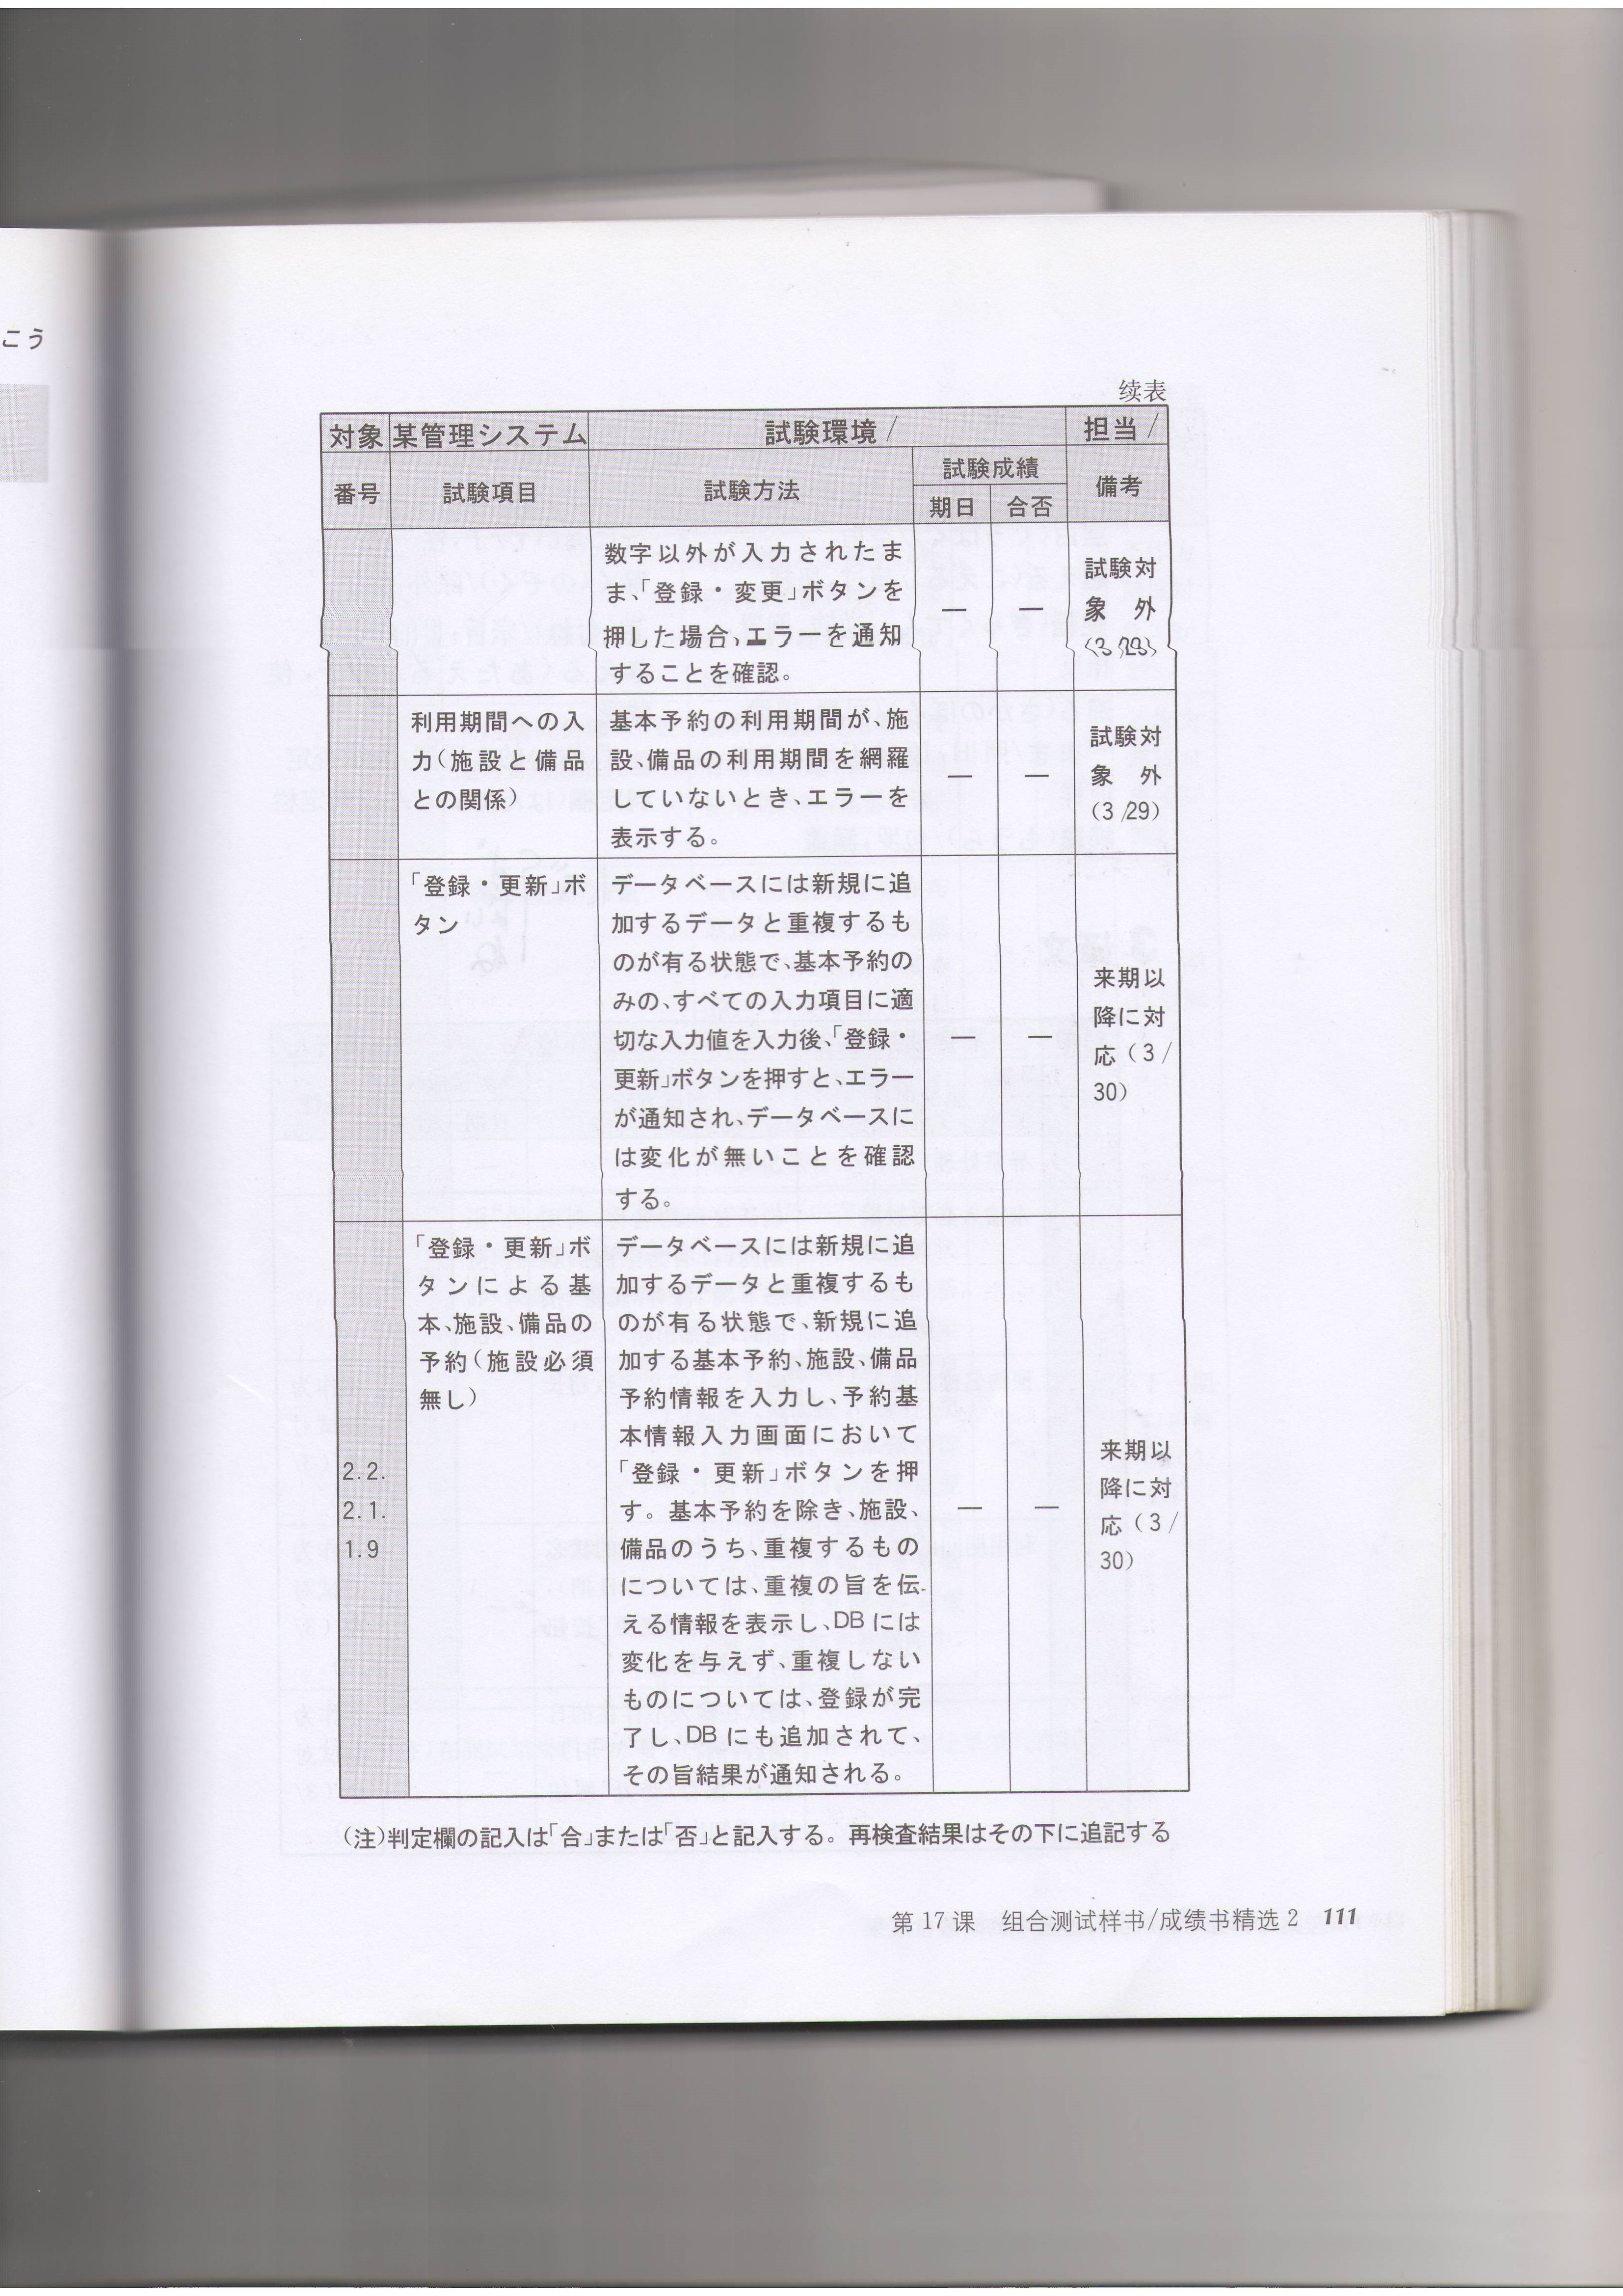 こう
续表
対象 某管理システム 試験環境/ 担当/
番号 試験項目 試験方法 試験成績 備考
期日 合否
数字以外が入力されたま
ま、「登録・変更」ボタンを
押した場合、エラーを通知
することを確認。
—
—
試験対
象 外
(3/29)
利用期間への入
力(施設と備品
との関係)
基本予約の利用期間が、施
設、備品の利用期間を網羅
していないとき、エラーを
表示する。
—
—
試験対
象 外
(3/29)
「登録・更新」ボ
タン
データベースには新規に追
加するデータと重複するも
のが有る状態で、基本予約の
みの、すべての入力項目に適
切な入力値を入力後、「登録・
更新」ボタンを押すと、エラー
が通知され、データベースに
は変化が無いことを確認
する。
—
—
来期以
降に対
応(3/
30)
2.2.
2.1.
1.9
「登録・更新」ボ
タンによる基
本、施設、備品の
予約(施設必須
無し)
データベースには新規に追
加するデータと重複するも
のが有る状態で、新規に追
加する基本予約、施設、備品
予約情報を入力し、予約基
本情報入力画面において
「登録・更新」ボタンを押
す。基本予約を除き、施設、
備品のうち、重複するもの
については、重複の旨を伝
える情報を表示し、DBには
変化を与えず、重複しない
ものについては、登録が完
了し、DBにも追加されて、
その旨結果が通知される。
—
—
来期以
降に対
応(3/
30)
(注)判定欄の記入は「合」または「否」と記入する。再検査結果はその下に追記する
第17课 组合测试样书/成绩书精选2 111